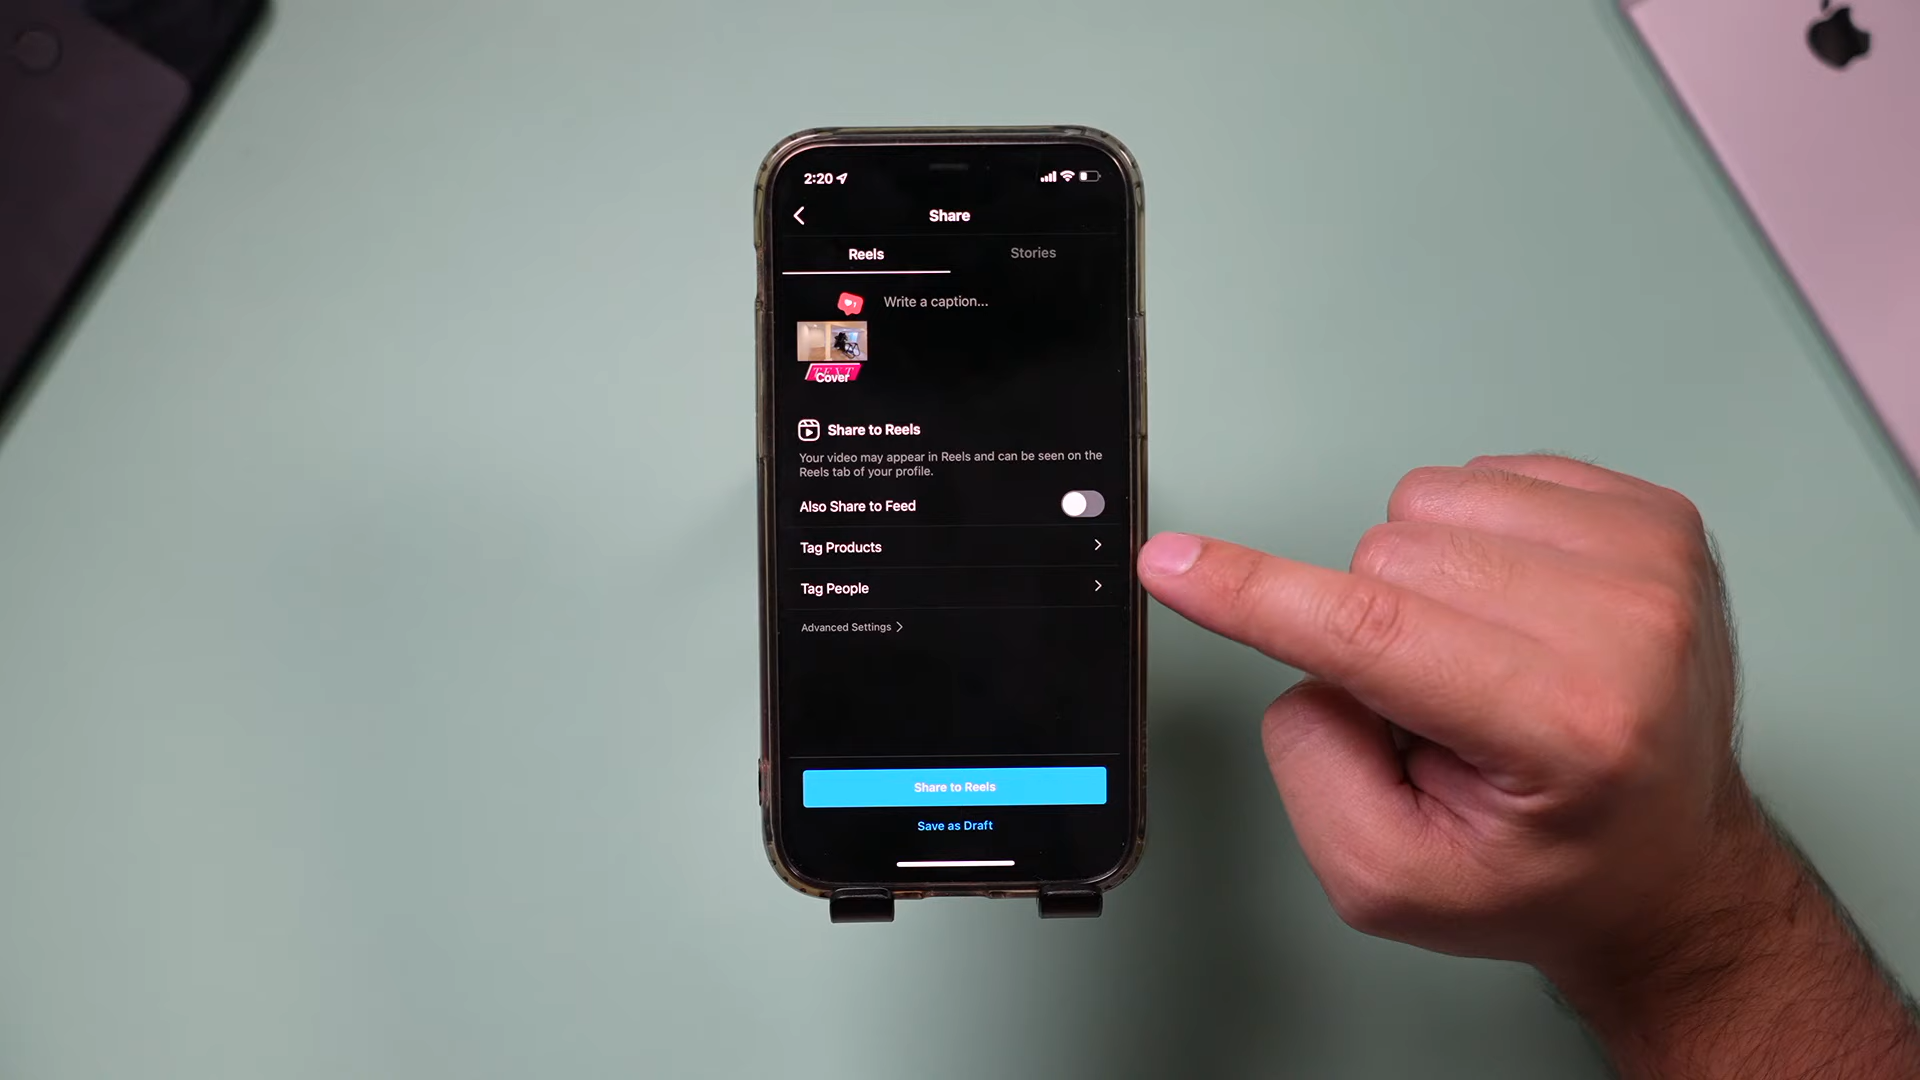 2:20
Share
Reels
Stories
Write a caption...
TEXT
Cover
Share to Reels
Your video may appear in Reels and can be seen on the
Reels tab of your profile.
Also Share to Feed
Tag Products
Tag People
Advanced Settings
Share to Reels
Save as Draft